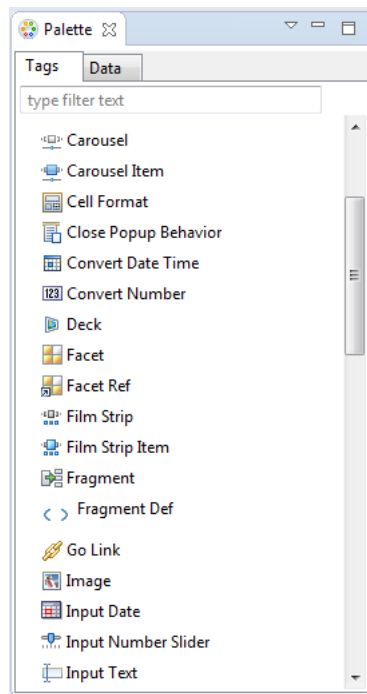 Palette
Tags Data
type filter text
Carousel
Carousel Item
Cell Format
Close Popup Behavior
Convert Date Time
123 Convert Number
Deck
Facet
Facet Ref
Film Strip
Film Strip Item
Fragment
Fragment Def
Go Link
Image
Input Date
Input Number Slider
Input Text